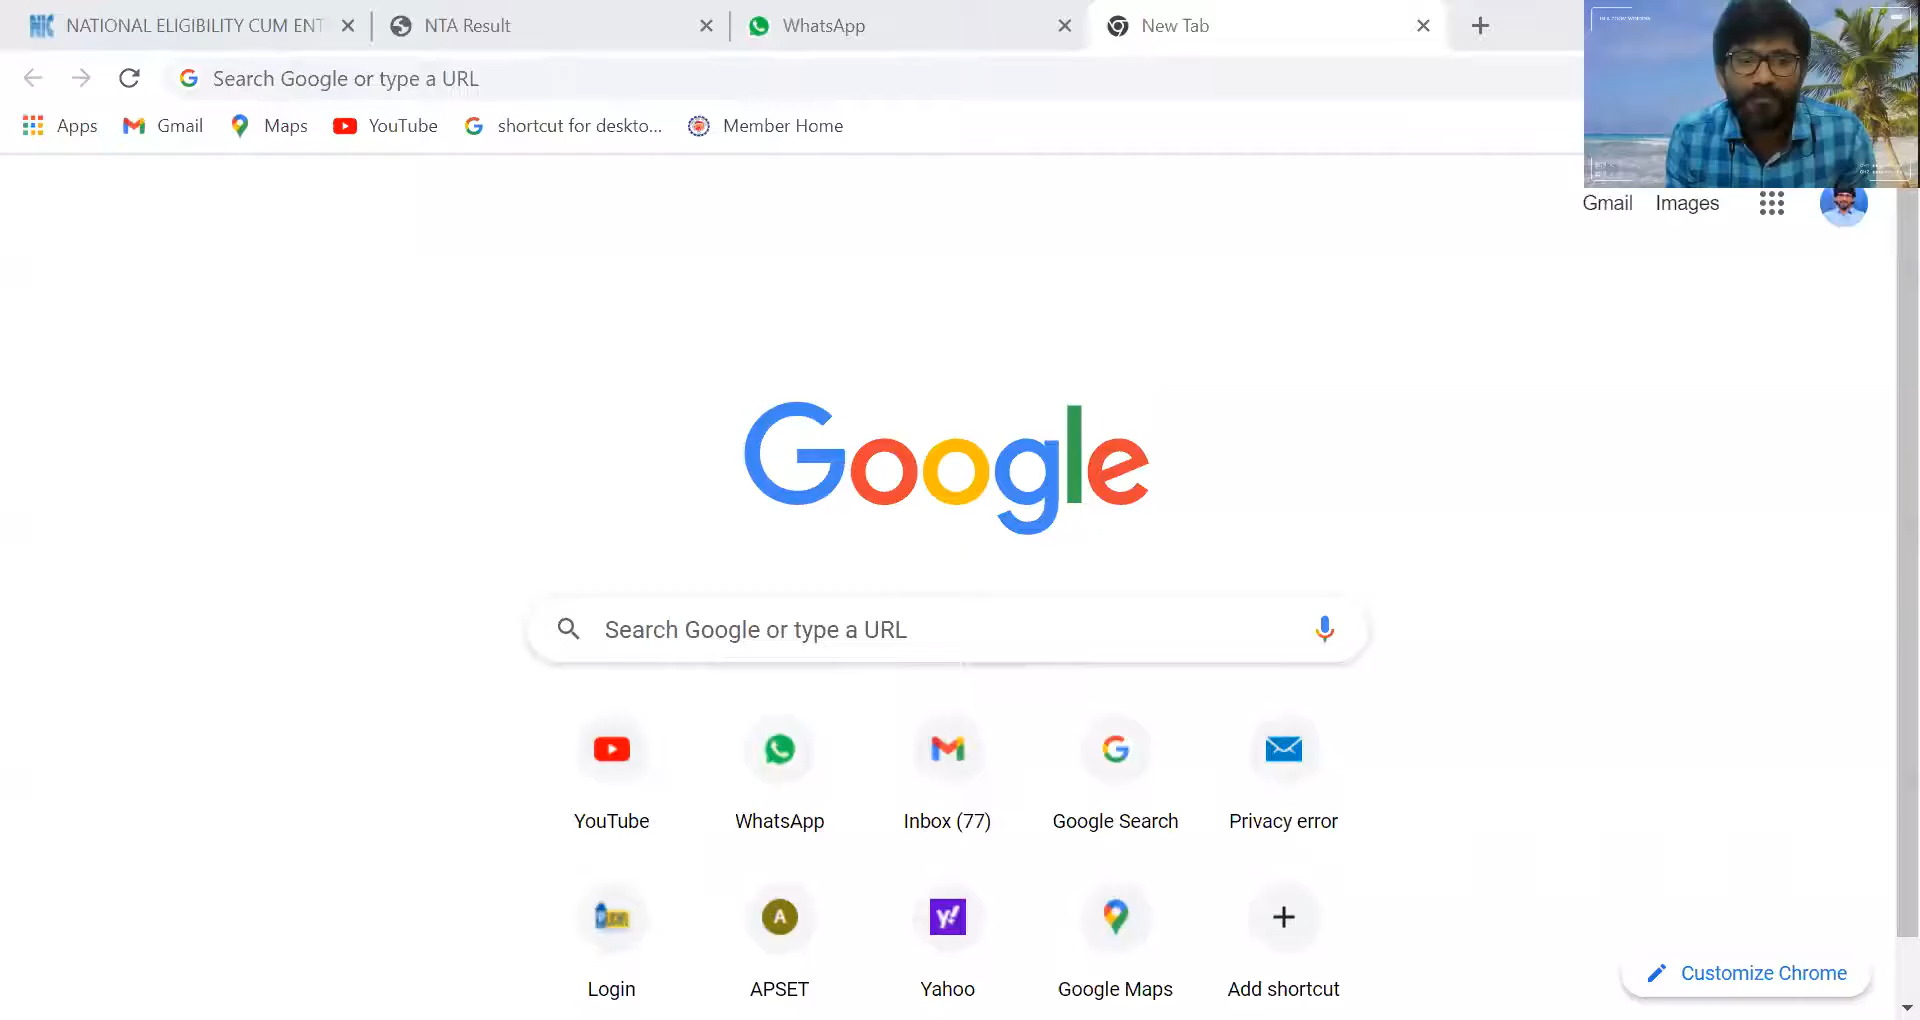 NATIONAL ELIGIBILITY CUM ENT
NTA Result
WhatsApp
New Tab
Search Google or type a URL
Apps
Gmail
Maps
YouTube
shortcut for deskto...
Member Home
Gmail
Images
Google
Search Google or type a URL
YouTube
WhatsApp
Inbox (77)
Google Search
Privacy error
A
y!
Login
APSET
Yahoo
Google Maps
Add shortcut
Customize Chrome